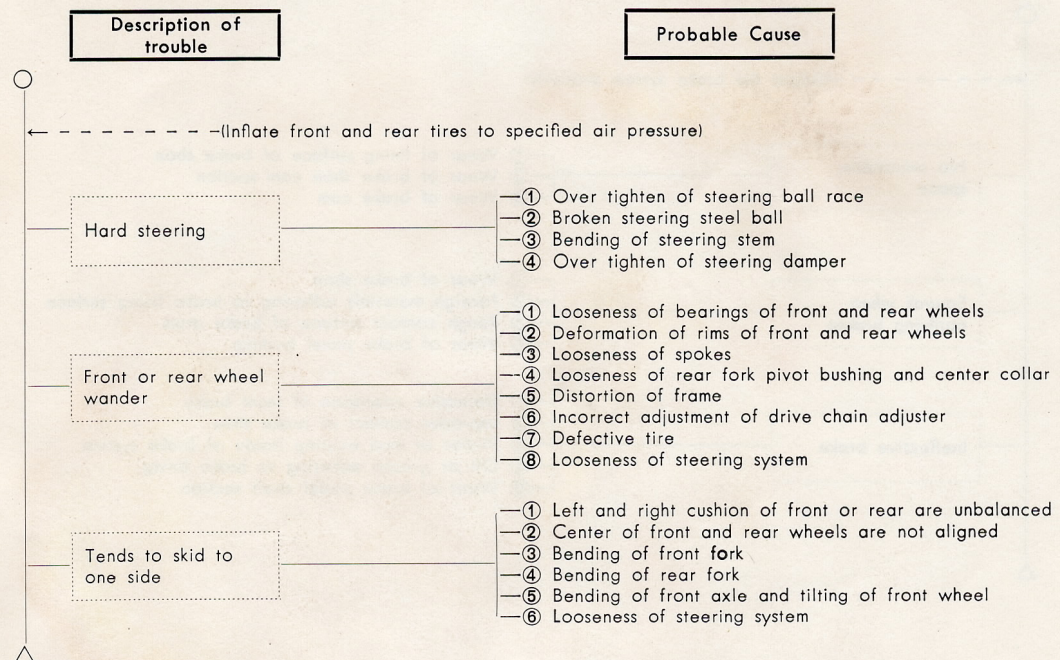 Description of
trouble
Probable Cause
(Inflate front and rear tires to specified air pressure)
Hard steering
① Over tighten of steering ball race
② Broken steering steel ball
③ Bending of steering stem
④ Over tighten of steering damper
Front or rear wheel
wander
① Looseness of bearings of front and rear wheels
② Deformation of rims of front and rear wheels
③ Looseness of spokes
④ Looseness of rear fork pivot bushing and center collar
⑤ Distortion of frame
⑥ Incorrect adjustment of drive chain adjuster
⑦ Defective tire
⑧ Looseness of steering system
Tends to skid to
one side
① Left and right cushion of front or rear are unbalanced
② Center of front and rear wheels are not aligned
③ Bending of front fork
④ Bending of rear fork
⑤ Bending of front axle and tilting of front wheel
⑥ Looseness of steering system